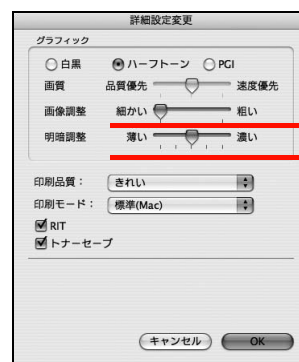 詳細設定変更
グラフィック
白黒 ハーフトーン PGI
画質 品質優先 速度優先
画像調整 細かい 粗い
明暗調整 薄い 濃い
印刷品質： きれい
印刷モード： 標準(Mac)
RIT
トナーセーブ
キャンセル OK